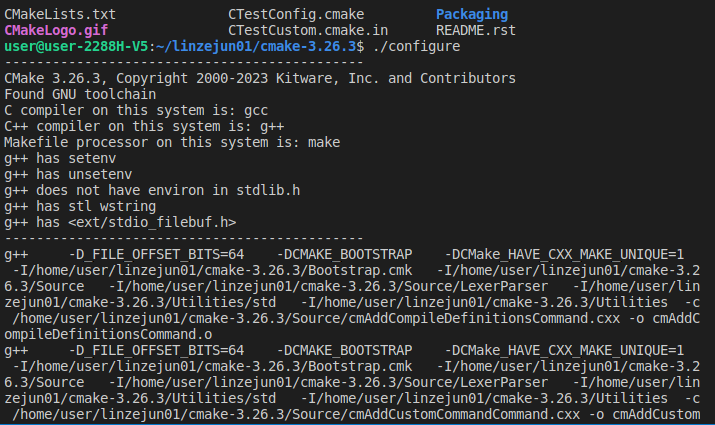 CMakeLists.txt CTestConfig.cmake Packaging
CMakeLogo.gif CTestCustom.cmake.in README.rst
user@user-2288H-V5:~/linzejun01/cmake-3.26.3$ ./configure
---------------------------------------------
CMake 3.26.3, Copyright 2000-2023 Kitware, Inc. and Contributors
Found GNU toolchain
C compiler on this system is: gcc
C++ compiler on this system is: g++
Makefile processor on this system is: make
g++ has setenv
g++ has unsetenv
g++ does not have environ in stdlib.h
g++ has stl wstring
g++ has <ext/stdio_filebuf.h>
---------------------------------------------
g++ -D_FILE_OFFSET_BITS=64 -DCMAKE_BOOTSTRAP -DCMake_HAVE_CXX_MAKE_UNIQUE=1
-I/home/user/linzejun01/cmake-3.26.3/Bootstrap.cmk -I/home/user/linzejun01/cmake-3.2
6.3/Source -I/home/user/linzejun01/cmake-3.26.3/Source/LexerParser -I/home/user/lin
zejun01/cmake-3.26.3/Utilities/std -I/home/user/linzejun01/cmake-3.26.3/Utilities -c
/home/user/linzejun01/cmake-3.26.3/Source/cmAddCompileDefinitionsCommand.cxx -o cmAddC
ompileDefinitionsCommand.o
g++ -D_FILE_OFFSET_BITS=64 -DCMAKE_BOOTSTRAP -DCMake_HAVE_CXX_MAKE_UNIQUE=1
-I/home/user/linzejun01/cmake-3.26.3/Bootstrap.cmk -I/home/user/linzejun01/cmake-3.2
6.3/Source -I/home/user/linzejun01/cmake-3.26.3/Source/LexerParser -I/home/user/lin
zejun01/cmake-3.26.3/Utilities/std -I/home/user/linzejun01/cmake-3.26.3/Utilities -c
/home/user/linzejun01/cmake-3.26.3/Source/cmAddCustomCommandCommand.cxx -o cmAddCustom